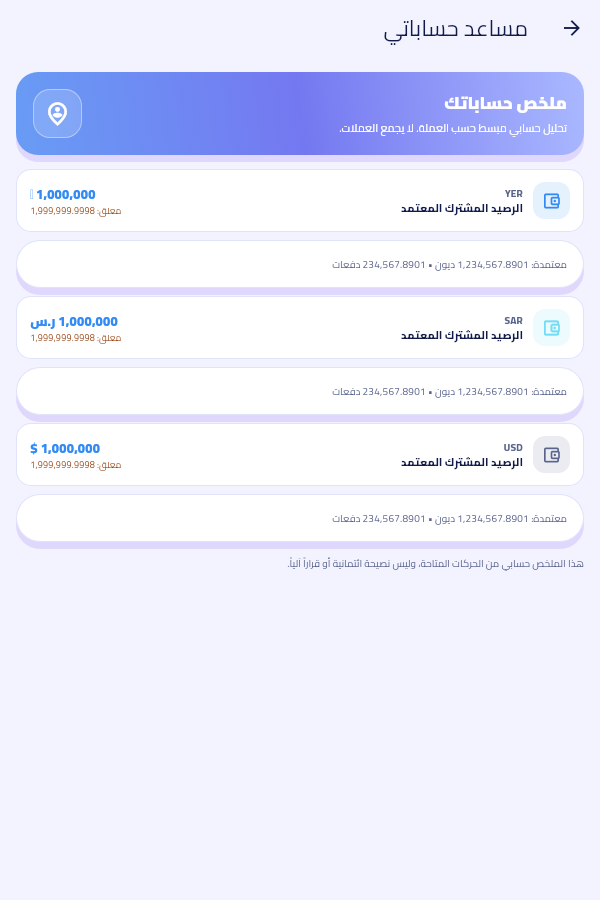 مساعد حساباتي
ملخص حساباتك
تحليل حسابي مبسط حسب العملة، لا يجمع العملات.
YER
الرصيد المشترك المعتمد
1,000,000
معلق: 1,999,999.9998
معتمدة: 1,234,567.8901 ديون • 234,567.8901 دفعات
SAR
الرصيد المشترك المعتمد
1,000,000 ر.س
معلق: 1,999,999.9998
معتمدة: 1,234,567.8901 ديون • 234,567.8901 دفعات
USD
الرصيد المشترك المعتمد
1,000,000 $
معلق: 1,999,999.9998
معتمدة: 1,234,567.8901 ديون • 234,567.8901 دفعات
هذا الملخص حسابي من الحركات المتاحة، وليس نصيحة ائتمانية أو قراراً آلياً.